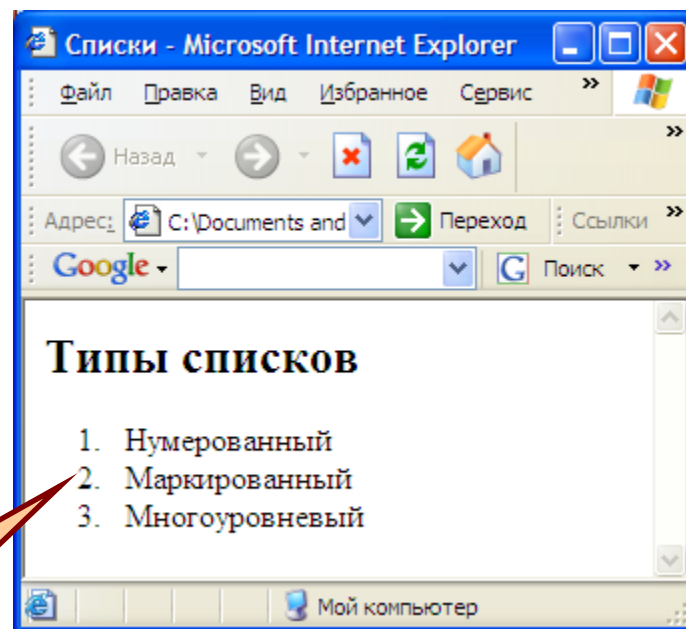 Списки - Microsoft Internet Explorer
Файл Правка Вид Избранное Сервис »
Назад »
Адрес: C:\Documents and Переход Ссылки »
Google G Поиск »
Типы списков
1. Нумерованный
2. Маркированный
3. Многоуровневый
Мой компьютер